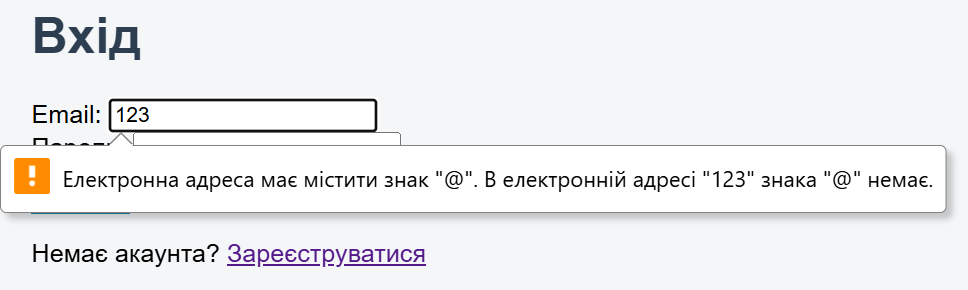 Вхід
Email: 123
Електронна адреса має містити знак "@". В електронній адресі "123" знака "@" немає.
Немає акаунта? Зареєструватися